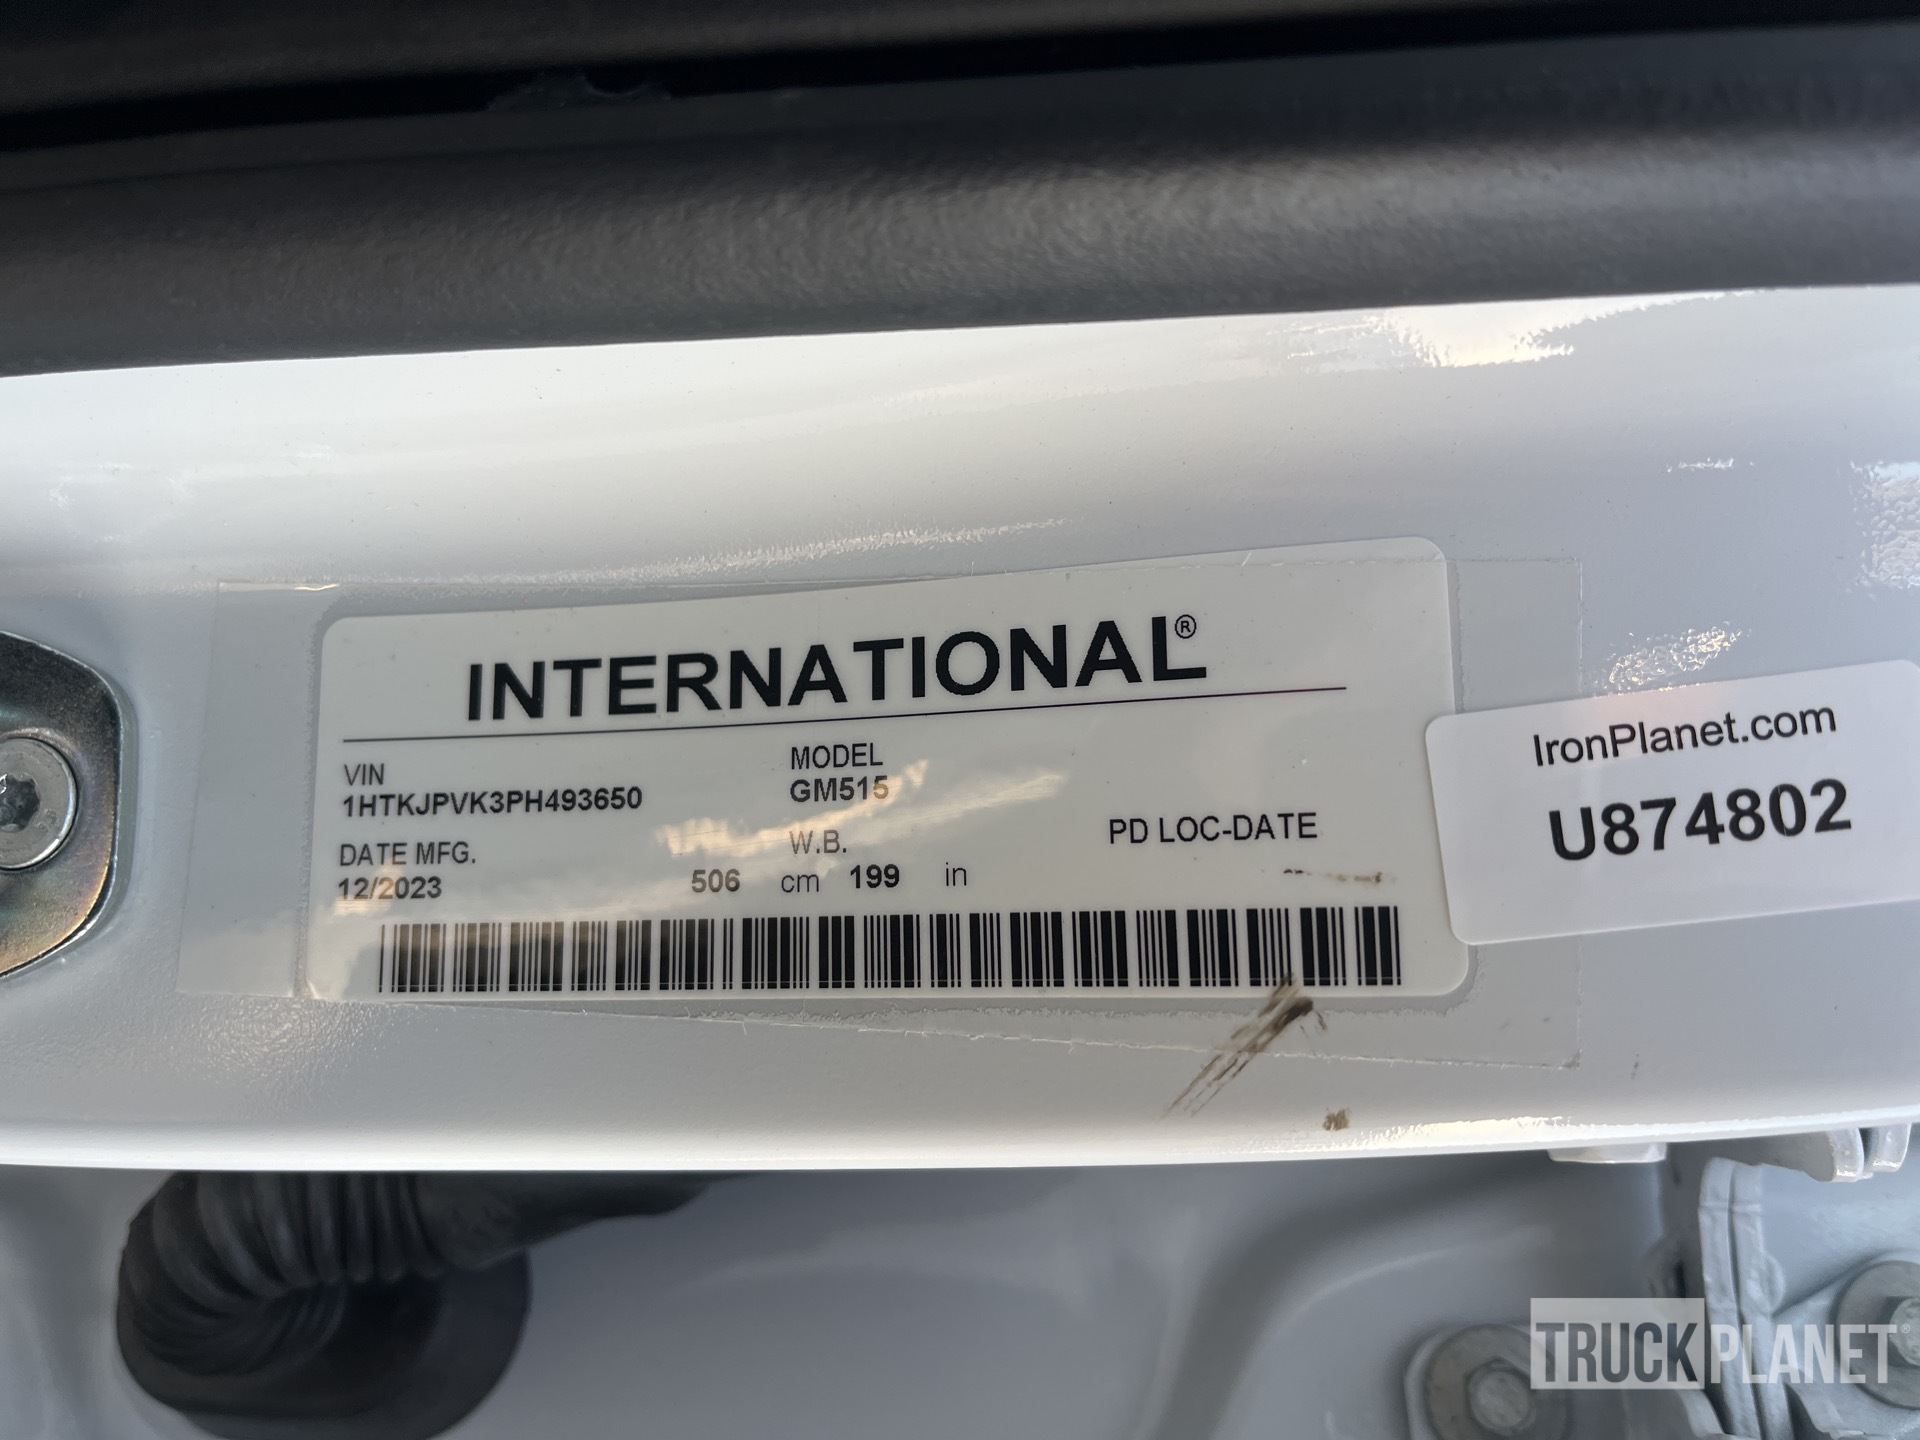 INTERNATIONAL®
VIN
1HTKJPVK3PH493650
MODEL
GM515
DATE MFG.
12/2023
W.B.
506 cm 199 in
PD LOC-DATE
IronPlanet.com
U874802
TRUCKPLANET®